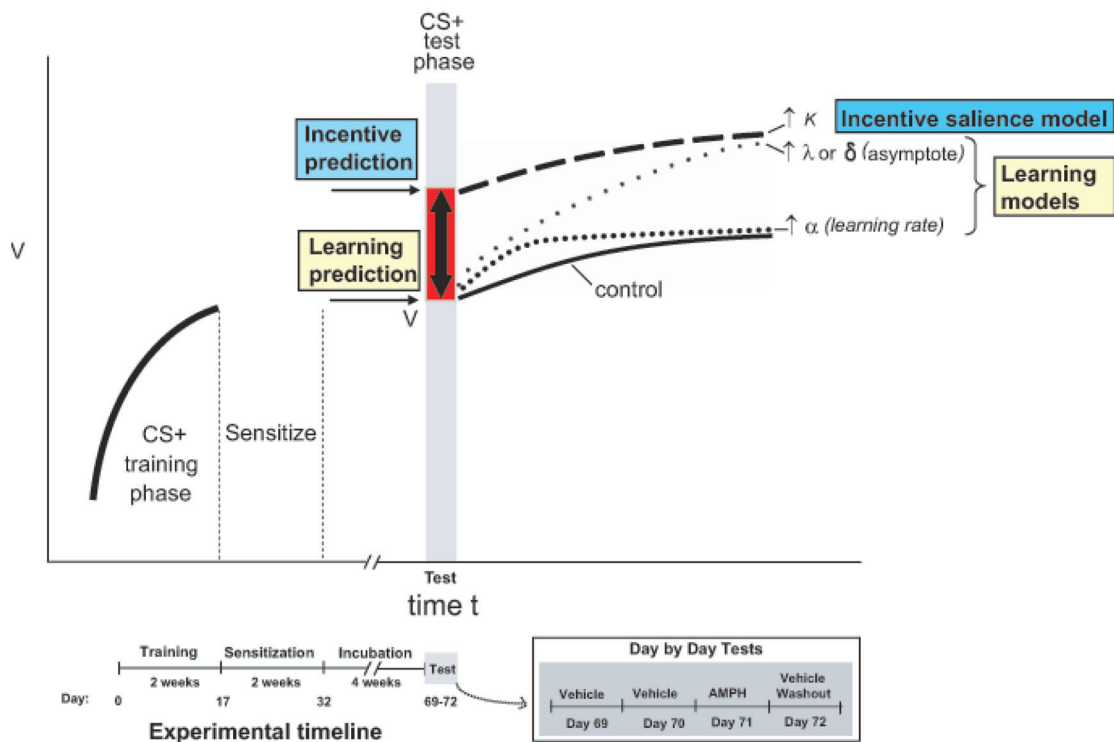 CS+
test
phase
Incentive
prediction
↑ K
Incentive salience model
↑ λ or δ (asymptote)
Learning
models
↑ α (learning rate)
V
Learning
prediction
V
control
CS+
training
phase
Sensitize
Test
time t
Training
Sensitization
Incubation
Test
2 weeks
2 weeks
4 weeks
Day:
0
17
32
69-72
Experimental timeline
Day by Day Tests
Vehicle
Vehicle
AMPH
Vehicle
Washout
Day 69
Day 70
Day 71
Day 72